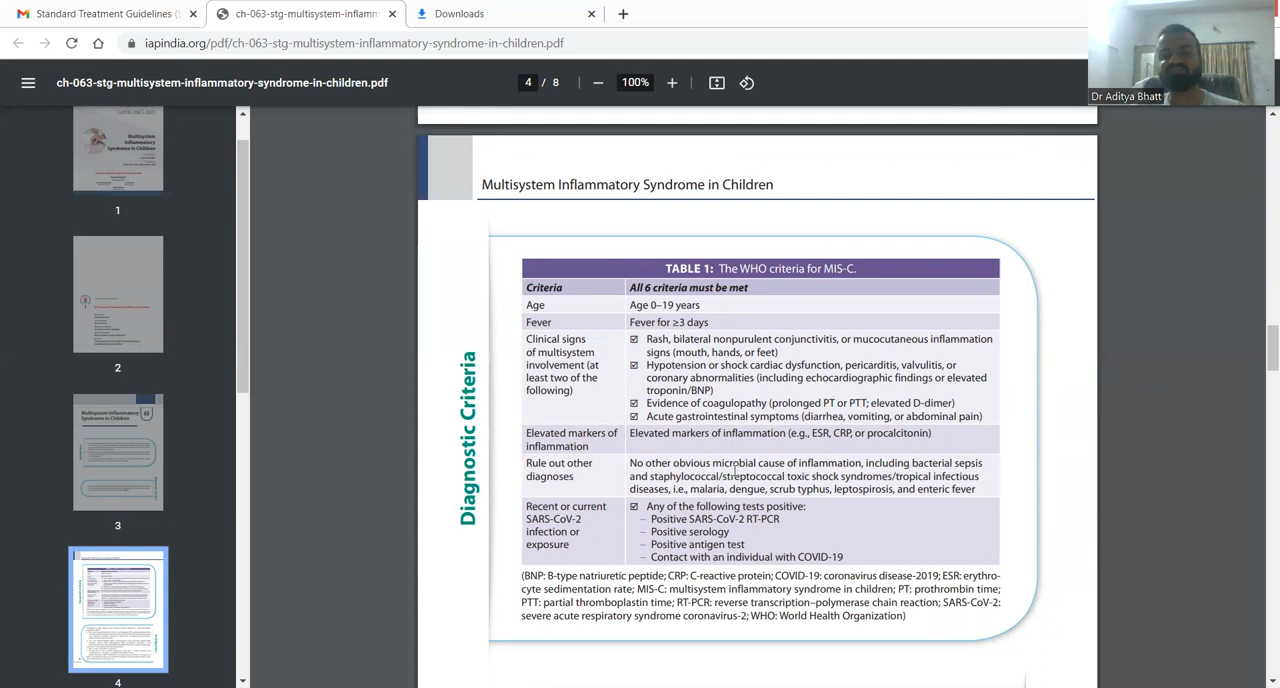 Standard Treatment Guidelines (S
ch-063-stg-multisystem-inflamm
Downloads
iapindia.org/pdf/ch-063-stg-multisystem-inflammatory-syndrome-in-children.pdf
ch-063-stg-multisystem-inflammatory-syndrome-in-children.pdf
4 / 8
100%
Dr Aditya Bhatt
GUIDELINES 2022
Multisystem
Inflammatory
Syndrome in Children
1
2
Multisystem Inflammatory
Syndrome in Children
63
3
4
Multisystem Inflammatory Syndrome in Children
Diagnostic Criteria
TABLE 1: The WHO criteria for MIS-C.
Criteria All 6 criteria must be met
Age Age 0–19 years
Fever Fever for ≥3 days
Clinical signs
of multisystem
involvement (at
least two of the
following)
☑ Rash, bilateral nonpurulent conjunctivitis, or mucocutaneous inflammation
signs (mouth, hands, or feet)
☑ Hypotension or shock cardiac dysfunction, pericarditis, valvulitis, or
coronary abnormalities (including echocardiographic findings or elevated
troponin/BNP)
☑ Evidence of coagulopathy (prolonged PT or PTT; elevated D-dimer)
☑ Acute gastrointestinal symptoms (diarrhea, vomiting, or abdominal pain)
Elevated markers of
inflammation
Elevated markers of inflammation (e.g., ESR, CRP, or procalcitonin)
Rule out other
diagnoses
No other obvious microbial cause of inflammation, including bacterial sepsis
and staphylococcal/streptococcal toxic shock syndromes/tropical infectious
diseases, i.e., malaria, dengue, scrub typhus, leptospirosis, and enteric fever
Recent or current
SARS-CoV-2
infection or
exposure
☑ Any of the following tests positive:
– Positive SARS-CoV-2 RT-PCR
– Positive serology
– Positive antigen test
– Contact with an individual with COVID-19
(BNP: B-type natriuretic peptide; CRP: C-reactive protein; COVID-19: coronavirus disease-2019; ESR: erythro-
cyte sedimentation rate; MIS-C: multisystem inflammatory syndrome in children; PT: prothrombin time;
PTT: partial thromboplastin time; RT-PCR: reverse transcription–polymerase chain reaction; SARS-CoV-2:
severe acute respiratory syndrome coronavirus-2; WHO: World Health Organization)